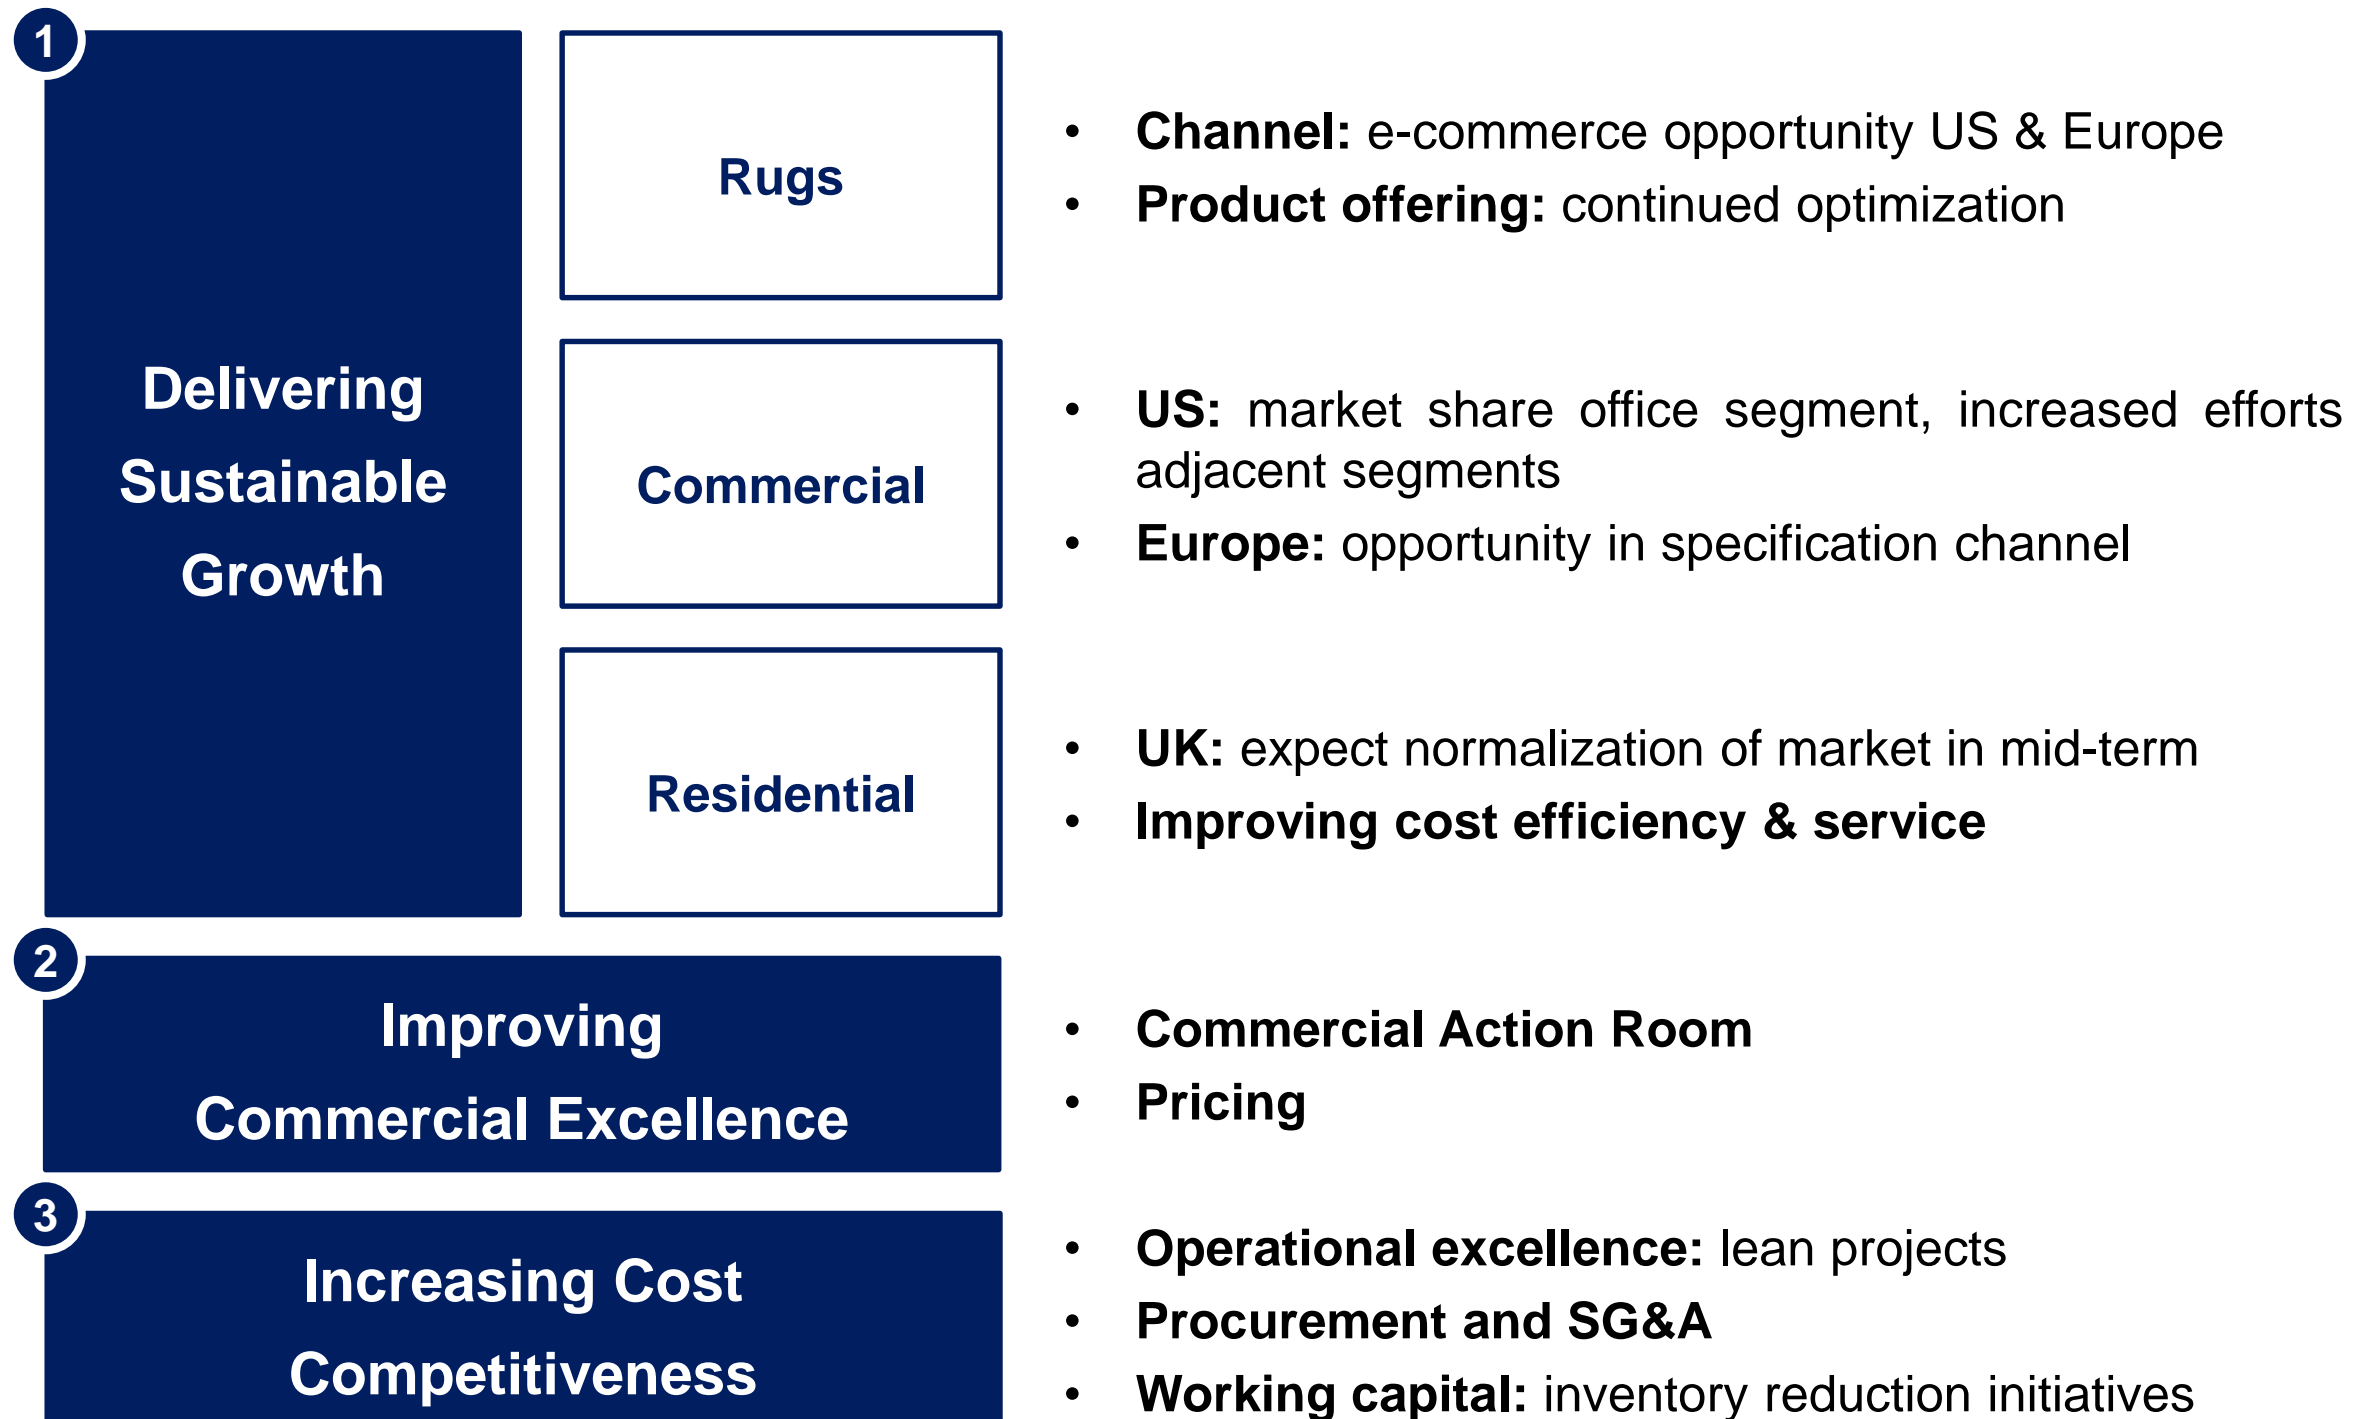 1
Delivering
Sustainable
Growth
Rugs
• Channel: e-commerce opportunity US & Europe
• Product offering: continued optimization
Commercial
• US: market share office segment, increased efforts
adjacent segments
• Europe: opportunity in specification channel
Residential
• UK: expect normalization of market in mid-term
• Improving cost efficiency & service
2
Improving
Commercial Excellence
• Commercial Action Room
• Pricing
3
Increasing Cost
Competitiveness
• Operational excellence: lean projects
• Procurement and SG&A
• Working capital: inventory reduction initiatives